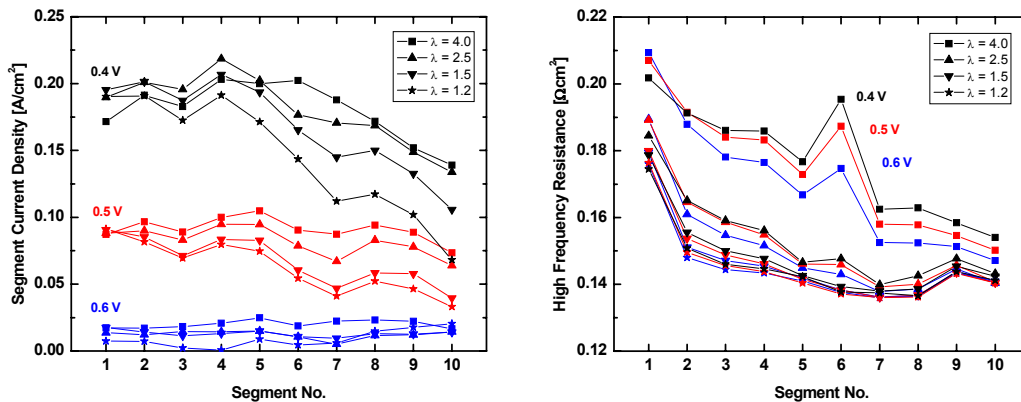 Segment Current Density [A/cm²]
0.25
0.20
0.15
0.10
0.05
0.00
0.4 V
0.5 V
0.6 V
λ = 4.0
λ = 2.5
λ = 1.5
λ = 1.2
1 2 3 4 5 6 7 8 9 10
Segment No.
High Frequency Resistance [Ωcm²]
0.22
0.20
0.18
0.16
0.14
0.12
0.4 V
0.5 V
0.6 V
λ = 4.0
λ = 2.5
λ = 1.5
λ = 1.2
1 2 3 4 5 6 7 8 9 10
Segment No.